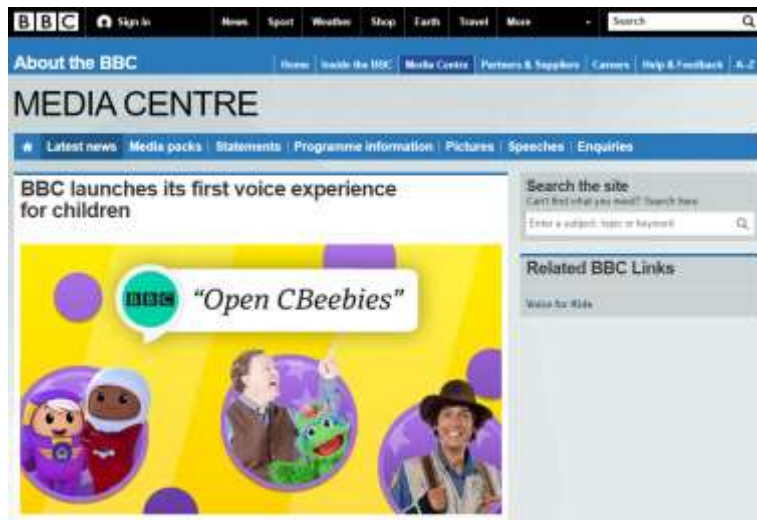 BBC Sign in News Sport Weather Shop Earth Travel More Search
About the BBC Home Inside the BBC Media Centre Partners & Suppliers Careers Help & Feedback A-Z
MEDIA CENTRE
Latest news Media packs Statements Programme information Pictures Speeches Enquiries
BBC launches its first voice experience
for children
BBC "Open CBeebies"
Search the site
Can't find what you need? Search here
Enter a subject, topic or keyword
Related BBC Links
Voice for Kids